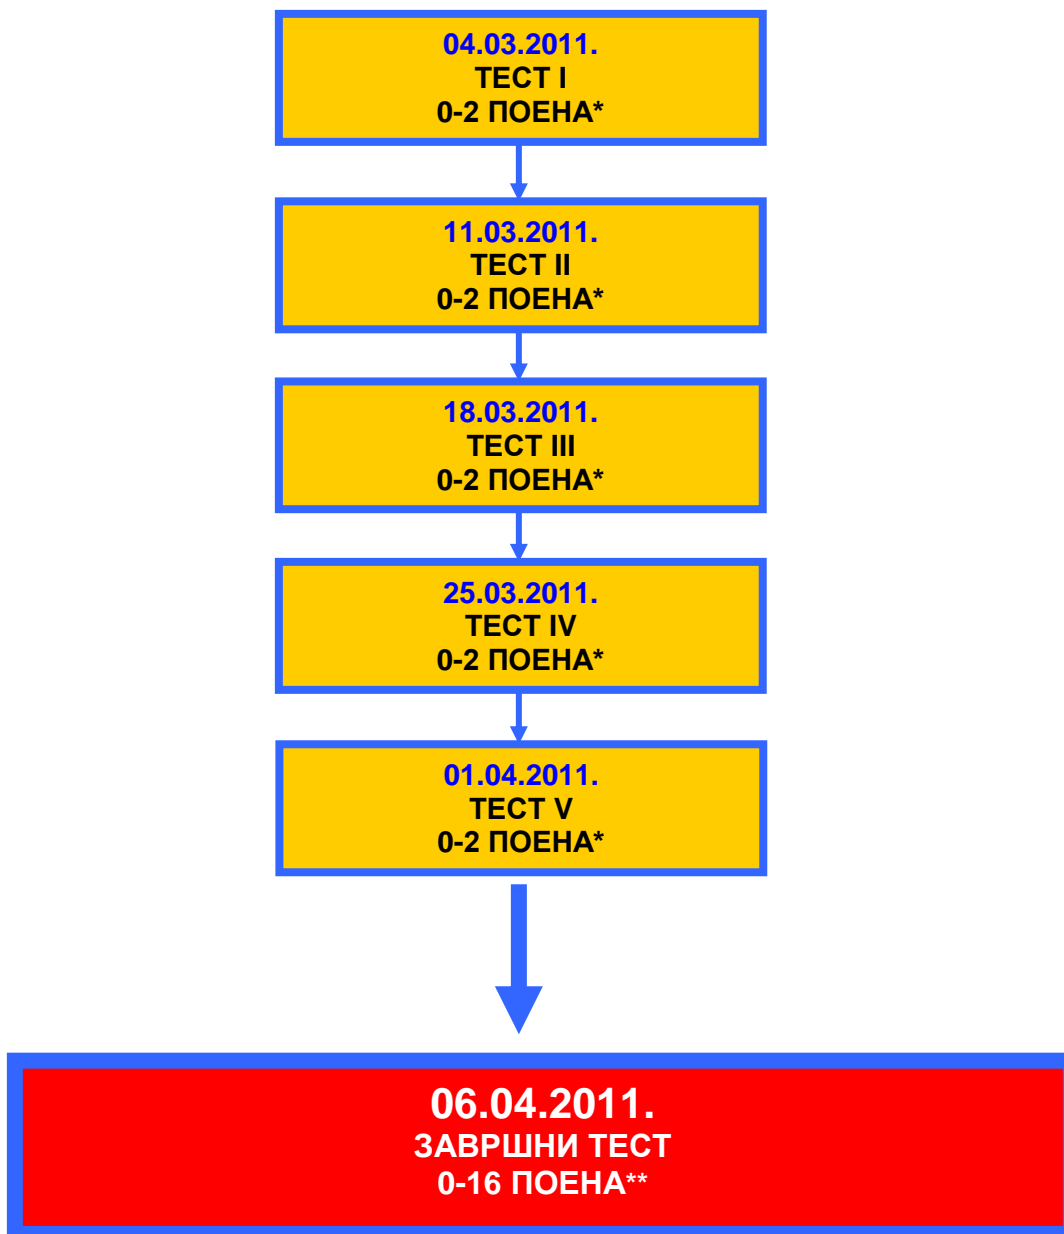 04.03.2011.
ТЕСТ I
0-2 ПОЕНА*
11.03.2011.
ТЕСТ II
0-2 ПОЕНА*
18.03.2011.
ТЕСТ III
0-2 ПОЕНА*
25.03.2011.
ТЕСТ IV
0-2 ПОЕНА*
01.04.2011.
ТЕСТ V
0-2 ПОЕНА*
06.04.2011.
ЗАВРШНИ ТЕСТ
0-16 ПОЕНА**